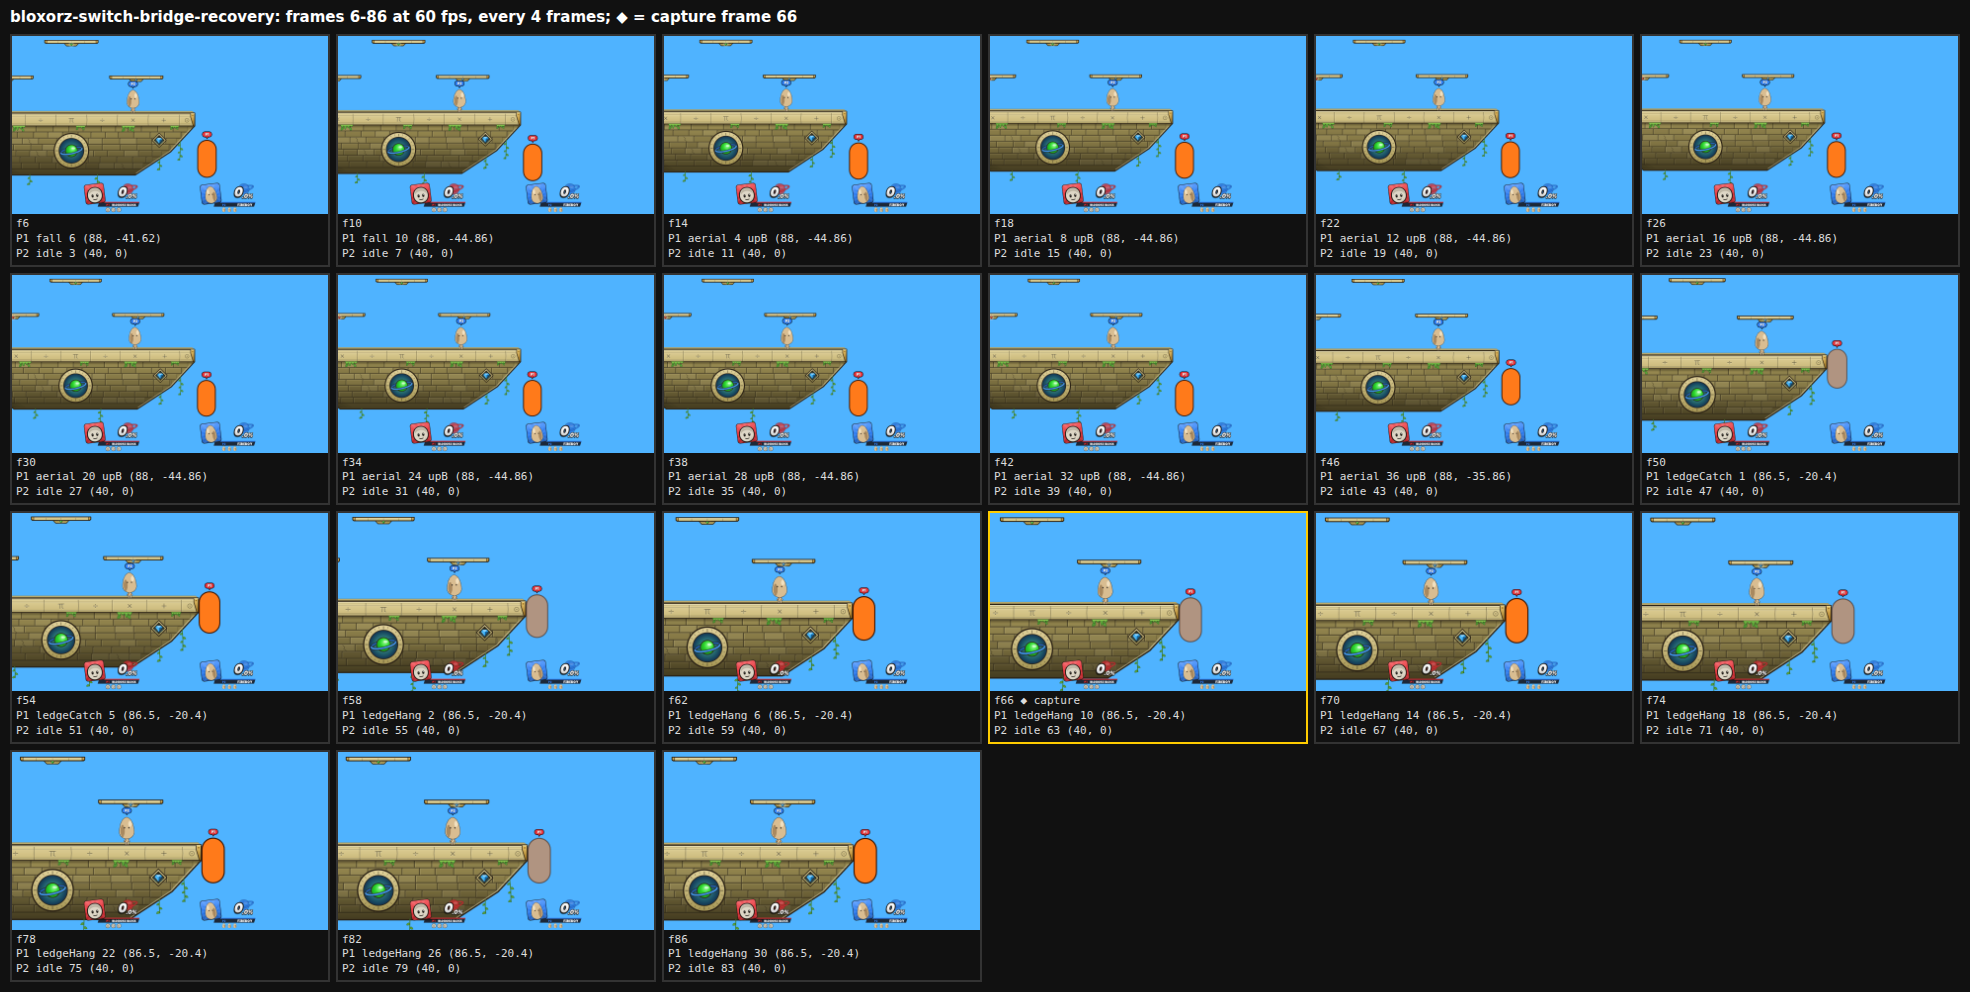 bloxorz-switch-bridge-recovery: frames 6-86 at 60 fps, every 4 frames; ◆ = capture frame 66
f6
P1 fall 6 (88, -41.62)
P2 idle 3 (40, 0)
f10
P1 fall 10 (88, -44.86)
P2 idle 7 (40, 0)
f14
P1 aerial 4 upB (88, -44.86)
P2 idle 11 (40, 0)
f18
P1 aerial 8 upB (88, -44.86)
P2 idle 15 (40, 0)
f22
P1 aerial 12 upB (88, -44.86)
P2 idle 19 (40, 0)
f26
P1 aerial 16 upB (88, -44.86)
P2 idle 23 (40, 0)
f30
P1 aerial 20 upB (88, -44.86)
P2 idle 27 (40, 0)
f34
P1 aerial 24 upB (88, -44.86)
P2 idle 31 (40, 0)
f38
P1 aerial 28 upB (88, -44.86)
P2 idle 35 (40, 0)
f42
P1 aerial 32 upB (88, -44.86)
P2 idle 39 (40, 0)
f46
P1 aerial 36 upB (88, -35.86)
P2 idle 43 (40, 0)
f50
P1 ledgeCatch 1 (86.5, -20.4)
P2 idle 47 (40, 0)
f54
P1 ledgeCatch 5 (86.5, -20.4)
P2 idle 51 (40, 0)
f58
P1 ledgeHang 2 (86.5, -20.4)
P2 idle 55 (40, 0)
f62
P1 ledgeHang 6 (86.5, -20.4)
P2 idle 59 (40, 0)
f66 ◆ capture
P1 ledgeHang 10 (86.5, -20.4)
P2 idle 63 (40, 0)
f70
P1 ledgeHang 14 (86.5, -20.4)
P2 idle 67 (40, 0)
f74
P1 ledgeHang 18 (86.5, -20.4)
P2 idle 71 (40, 0)
f78
P1 ledgeHang 22 (86.5, -20.4)
P2 idle 75 (40, 0)
f82
P1 ledgeHang 26 (86.5, -20.4)
P2 idle 79 (40, 0)
f86
P1 ledgeHang 30 (86.5, -20.4)
P2 idle 83 (40, 0)